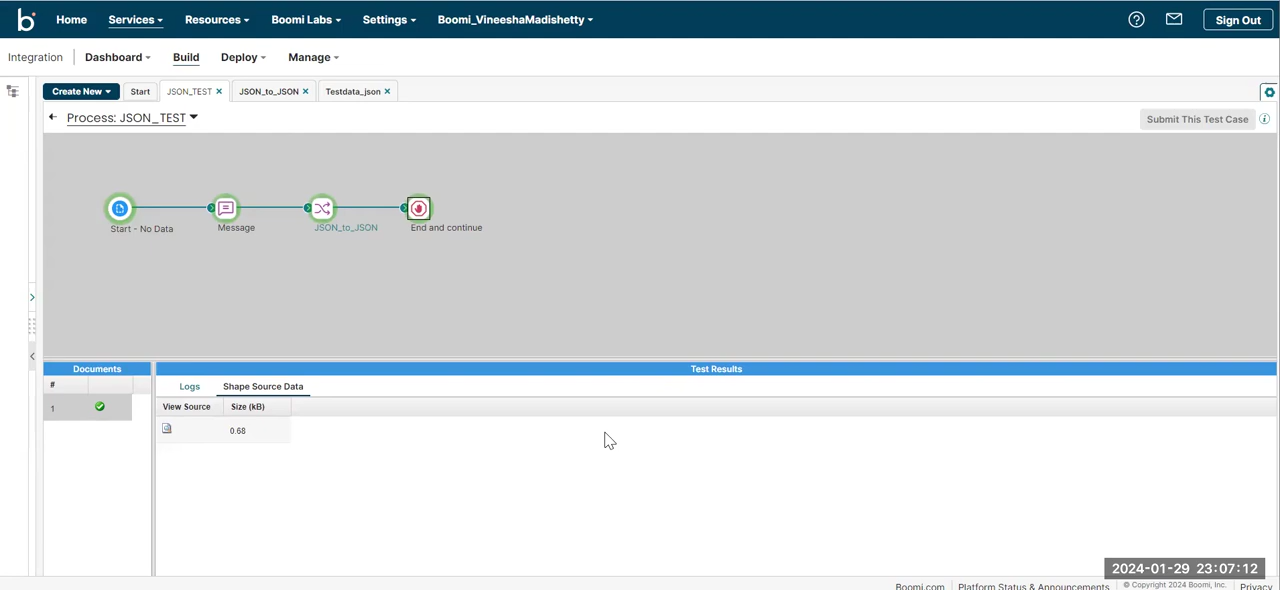 b Home Services Resources Boomi Labs Settings Boomi_VineeshaMadishetty ? Sign Out
Integration Dashboard Build Deploy Manage
Create New Start JSON_TEST × JSON_to_JSON × Testdata_json ×
Process: JSON_TEST Submit This Test Case i
Start - No Data Message JSON_to_JSON End and continue
Documents Test Results
# Logs Shape Source Data
View Source Size (kB)
1 0.68
2024-01-29 23:07:12
Boomi.com Platform Status & Announcements © Copyright 2024 Boomi, Inc. Privacy